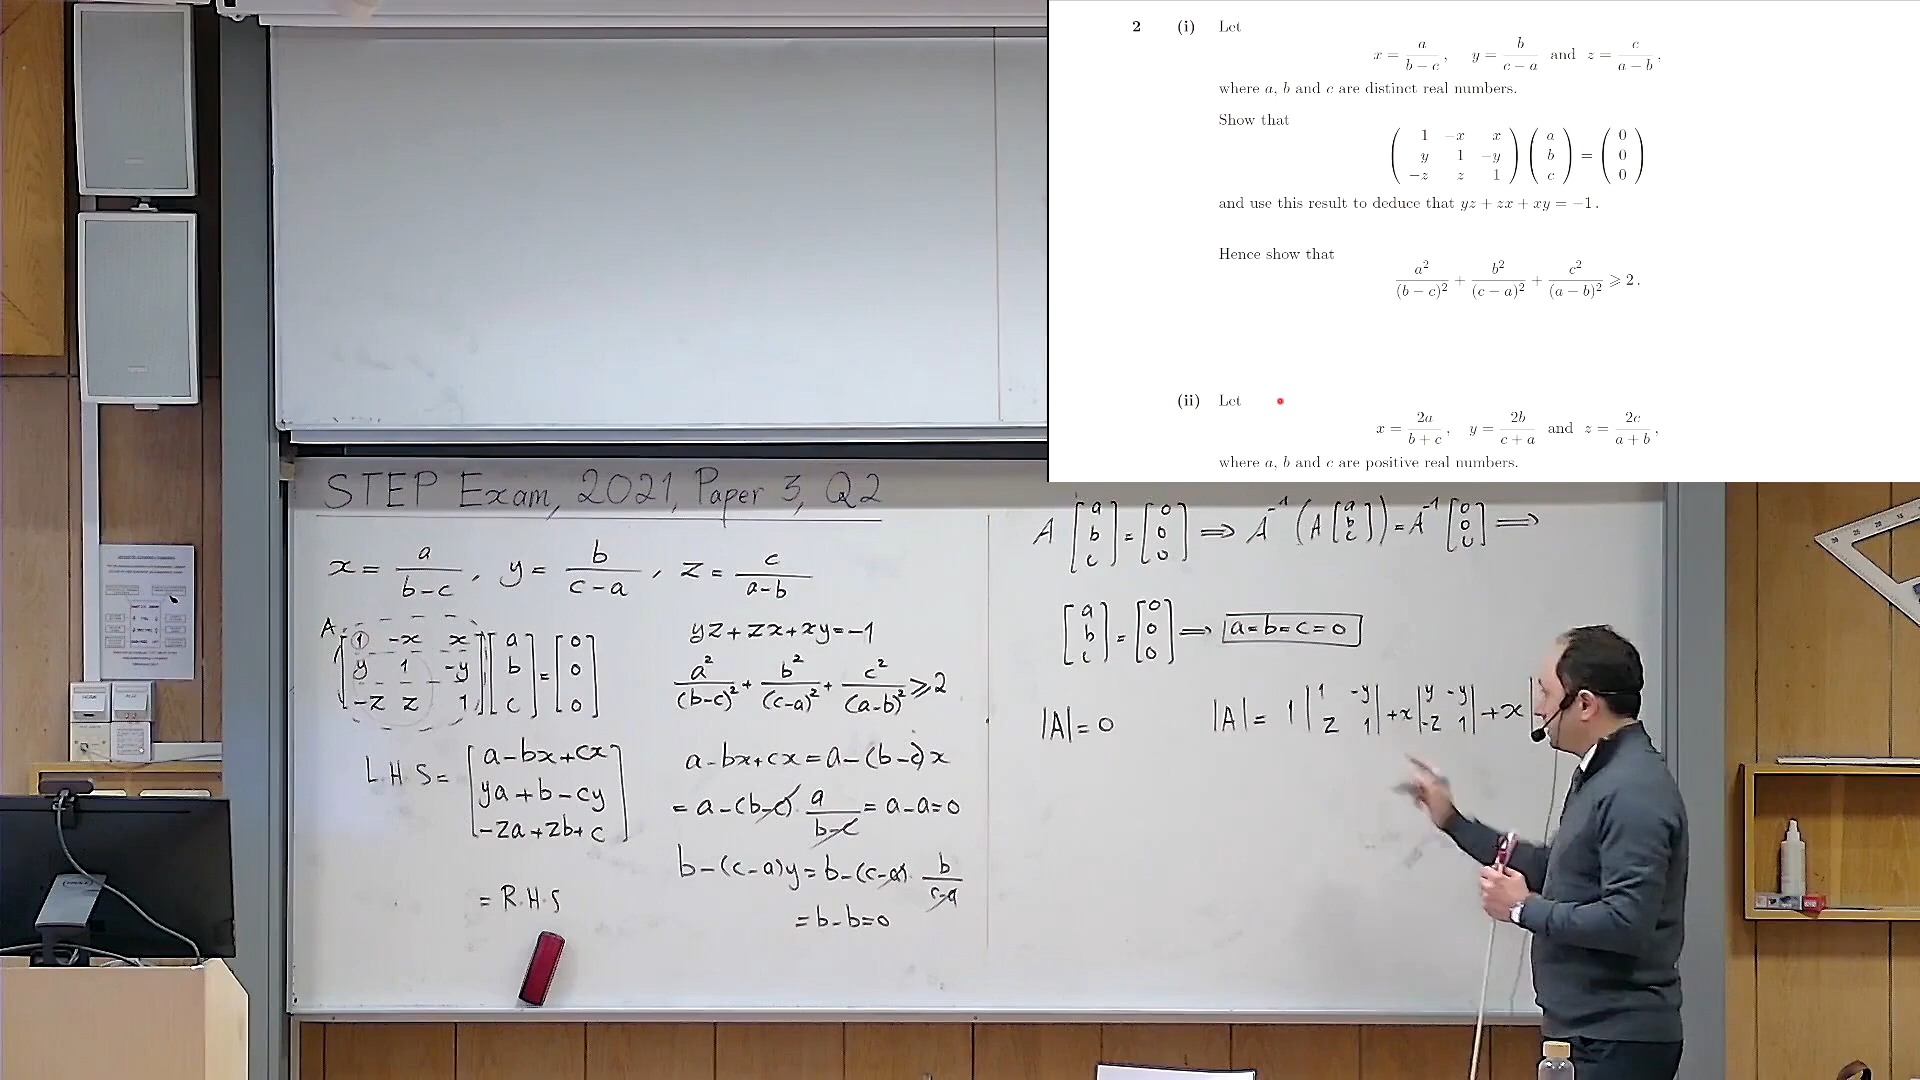 2 (i) Let
x = a/(b − c), y = b/(c − a) and z = c/(a − b),
where a, b and c are distinct real numbers.
Show that
( 1 −x x ) ( a ) ( 0 )
( y 1 −y ) ( b ) = ( 0 )
( −z z 1 ) ( c ) ( 0 )
and use this result to deduce that yz + zx + xy = −1.
Hence show that
a²/(b − c)² + b²/(c − a)² + c²/(a − b)² ⩾ 2.
(ii) Let
x = 2a/(b + c), y = 2b/(c + a) and z = 2c/(a + b),
where a, b and c are positive real numbers.
STEP Exam, 2021, Paper 3, Q2
x = a/(b-c), y = b/(c-a), z = c/(a-b)
A
[ 1 -x x ] [ a ] [ 0 ]
[ y 1 -y ] [ b ] = [ 0 ]
[ -z z 1 ] [ c ] [ 0 ]
L.H.S = [ a-bx+cx ]
[ ya+b-cy ]
[ -za+zb+c ]
= R.H.S
yz+zx+xy=-1
a²/(b-c)² + b²/(c-a)² + c²/(a-b)² ⩾ 2
a-bx+cx = a-(b-c)x
= a-(b-c). a/(b-c) = a-a=0
b-(c-a)y = b-(c-a). b/(c-a)
= b-b=0
A [a b c] = [0 0 0] ⟹ A⁻¹ (A [a b c]) = A⁻¹ [0 0 0] ⟹
[a b c] = [0 0 0] ⟹ a=b=c=0
|A| = 0
|A| = 1 | 1 -y | + x | y -y | + x |
| z 1 | | -z 1 |